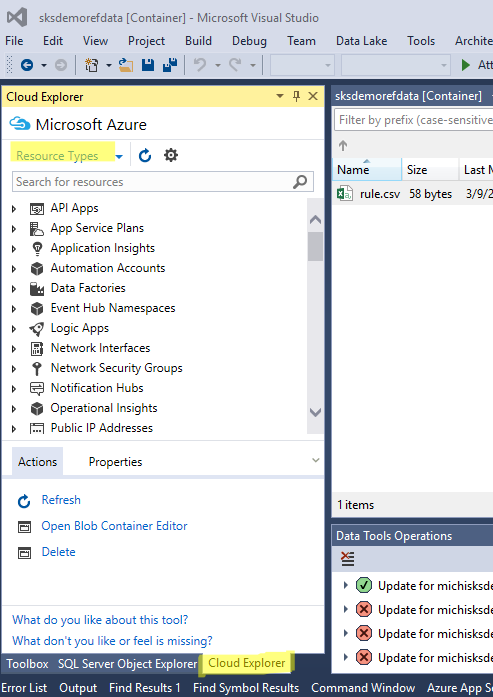 sksdemorefdata [Container] - Microsoft Visual Studio
File Edit View Project Build Debug Team Data Lake Tools Archite
Att
Cloud Explorer
sksdemorefdata [Container]
Microsoft Azure
Filter by prefix (case-sensitive
Resource Types
Search for resources
Name Size Last M
rule.csv 58 bytes 3/9/2
API Apps
App Service Plans
Application Insights
Automation Accounts
Data Factories
Event Hub Namespaces
Logic Apps
Network Interfaces
Network Security Groups
Notification Hubs
Operational Insights
Public IP Addresses
Actions Properties
Refresh
Open Blob Container Editor
Delete
1 items
Data Tools Operations
Update for michisksde
Update for michisksde
Update for michisksde
Update for michisksde
What do you like about this tool?
What don't you like or feel is missing?
Toolbox SQL Server Object Explorer Cloud Explorer
Error List Output Find Results 1 Find Symbol Results Command Window Azure App S